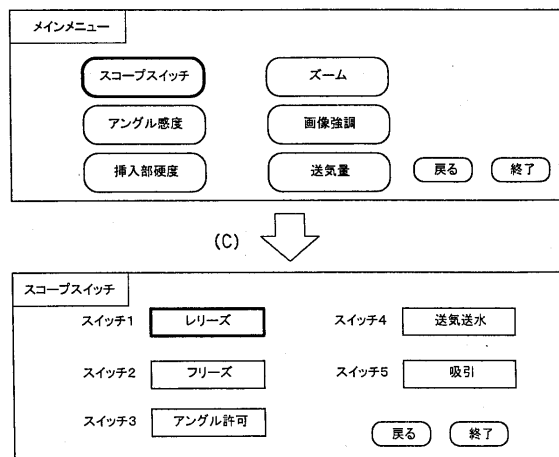 メインメニュー
スコープスイッチ ズーム
アングル感度 画像強調
挿入部硬度 送気量 戻る 終了
(C)
スコープスイッチ
スイッチ1 レリーズ スイッチ4 送気送水
スイッチ2 フリーズ スイッチ5 吸引
スイッチ3 アングル許可 戻る 終了